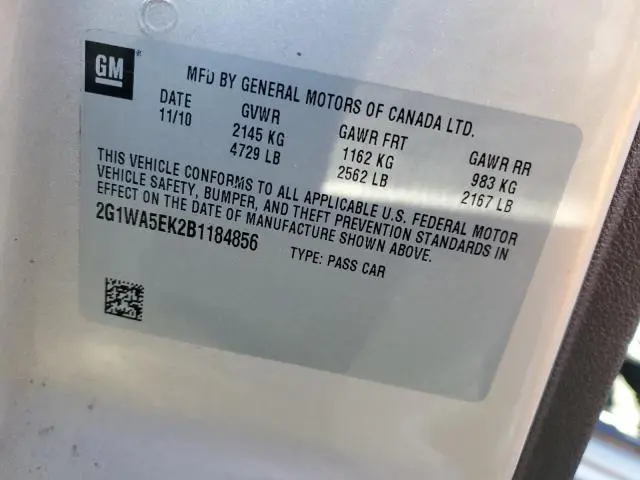 GM
MFD BY GENERAL MOTORS OF CANADA LTD.
DATE GVWR GAWR FRT GAWR RR
11/10 2145 KG 1162 KG 983 KG
4729 LB 2562 LB 2167 LB
THIS VEHICLE CONFORMS TO ALL APPLICABLE U.S. FEDERAL MOTOR
VEHICLE SAFETY, BUMPER, AND THEFT PREVENTION STANDARDS IN
EFFECT ON THE DATE OF MANUFACTURE SHOWN ABOVE.
2G1WA5EK2B1184856 TYPE: PASS CAR